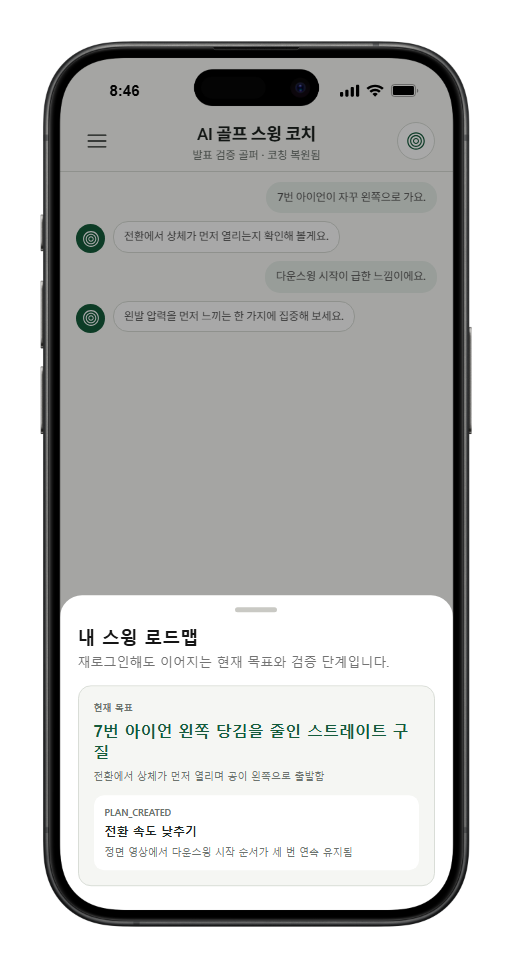 8:46
AI 골프 스윙 코치
발표 검증 골퍼 · 코칭 복원됨
7번 아이언이 자꾸 왼쪽으로 가요.
전환에서 상체가 먼저 열리는지 확인해 볼게요.
다운스윙 시작이 급한 느낌이에요.
왼발 압력을 먼저 느끼는 한 가지에 집중해 보세요.
내 스윙 로드맵
재로그인해도 이어지는 현재 목표와 검증 단계입니다.
현재 목표
7번 아이언 왼쪽 당김을 줄인 스트레이트 구
질
전환에서 상체가 먼저 열리며 공이 왼쪽으로 출발함
PLAN_CREATED
전환 속도 낮추기
정면 영상에서 다운스윙 시작 순서가 세 번 연속 유지됨